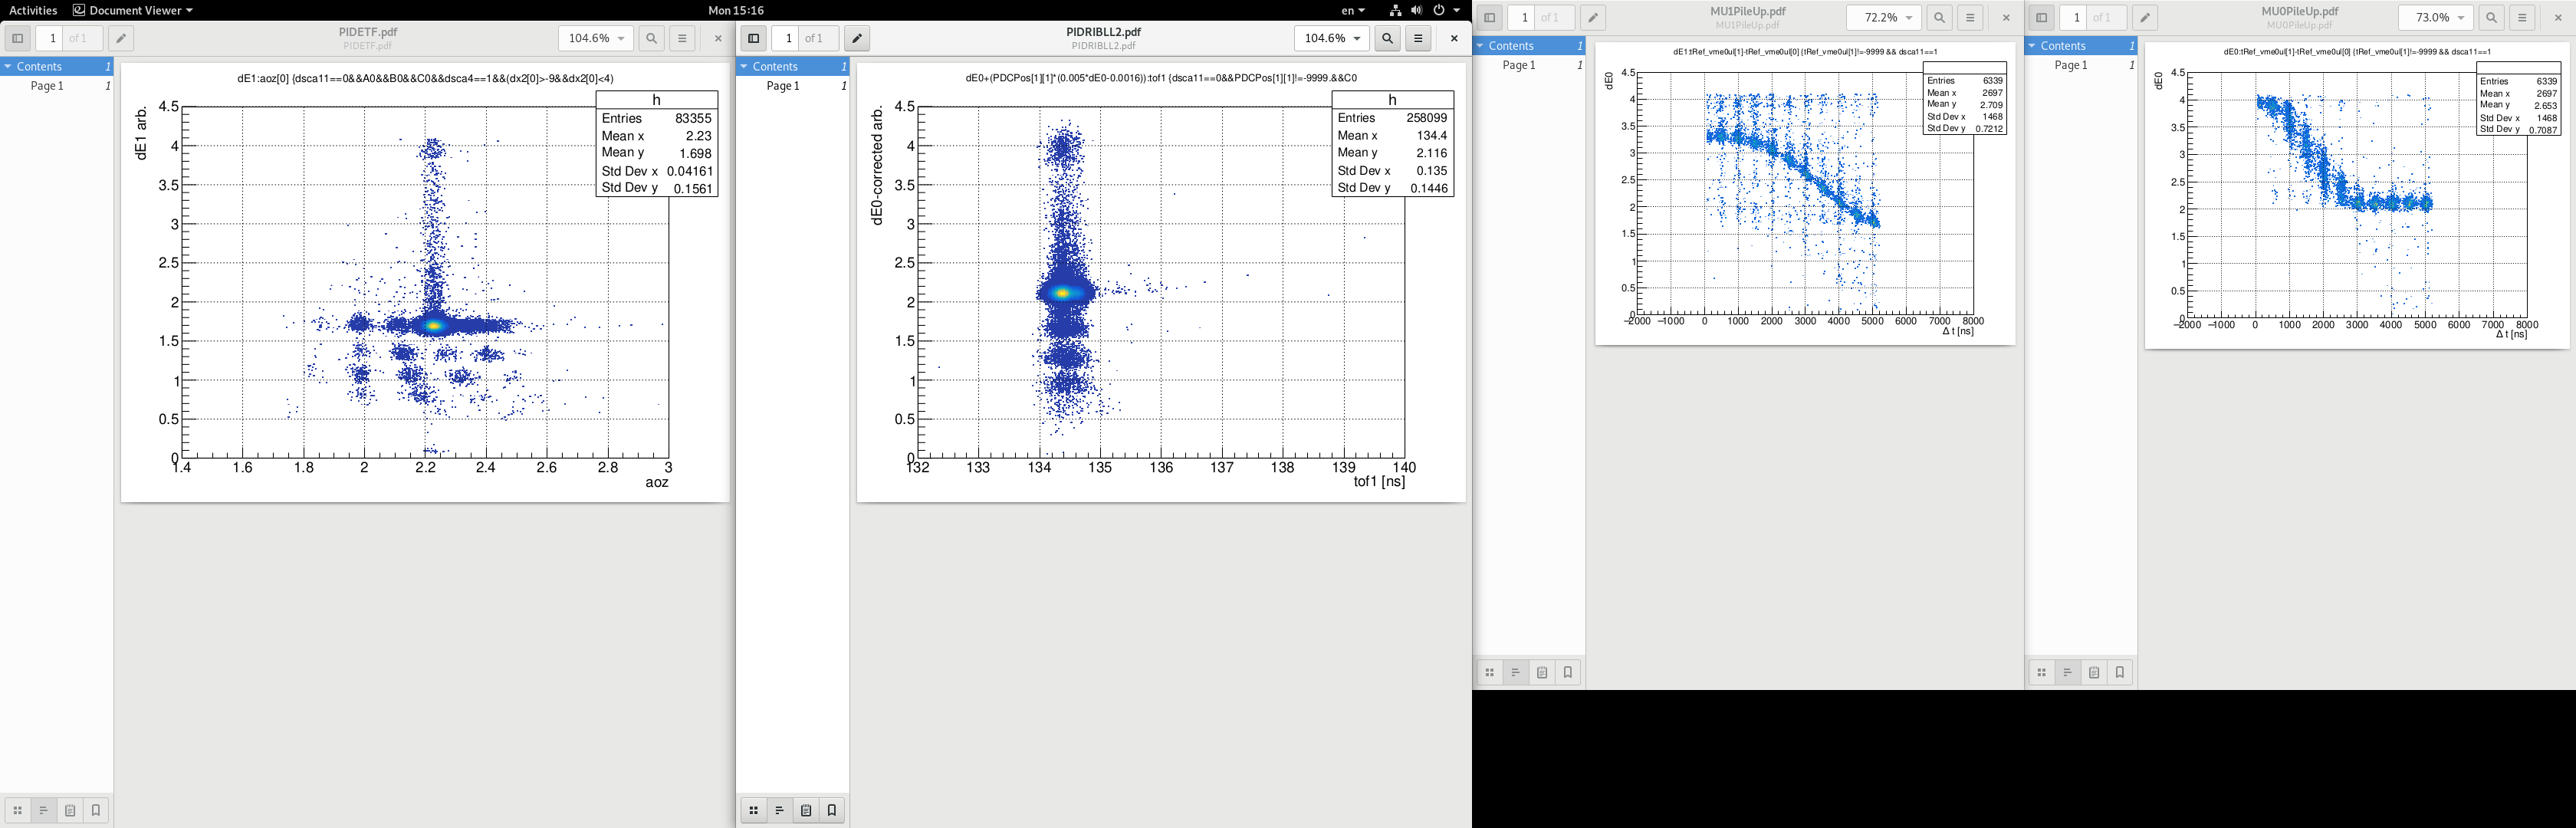 Activities Document Viewer Mon 15:16 en
PIDETF.pdf
PIDETF.pdf
1 of 1
104.6%
Contents 1
Page 1 1
dE1:aoz[0] {dsca11==0&&A0&&B0&&C0&&dsca4==1&&(dx2[0]>-9&&dx2[0]<4)
h
Entries 83355
Mean x 2.23
Mean y 1.698
Std Dev x 0.04161
Std Dev y 0.1561
dE1 arb.
4.5
4
3.5
3
2.5
2
1.5
1
0.5
0
1.4 1.6 1.8 2 2.2 2.4 2.6 2.8 3
aoz
PIDRIBLL2.pdf
PIDRIBLL2.pdf
1 of 1
104.6%
Contents 1
Page 1 1
dE0+(PDCPos[1][1]*(0.005*dE0-0.0016)):tof1 {dsca11==0&&PDCPos[1][1]!=-9999.&&C0
h
Entries 258099
Mean x 134.4
Mean y 2.116
Std Dev x 0.135
Std Dev y 0.1446
dE0-corrected arb.
4.5
4
3.5
3
2.5
2
1.5
1
0.5
0
132 133 134 135 136 137 138 139 140
tof1 [ns]
MU1PileUp.pdf
MU1PileUp.pdf
1 of 1
72.2%
Contents 1
Page 1 1
dE1:tRef_vme0ul[1]-tRef_vme0ul[0] {tRef_vme0ul[1]!=-9999 && dsca11==1
Entries 6339
Mean x 2697
Mean y 2.709
Std Dev x 1468
Std Dev y 0.7212
dE0
4.5
4
3.5
3
2.5
2
1.5
1
0.5
0
−2000 −1000 0 1000 2000 3000 4000 5000 6000 7000 8000
Δ t [ns]
MU0PileUp.pdf
MU0PileUp.pdf
1 of 1
73.0%
Contents 1
Page 1 1
dE0:tRef_vme0ul[1]-tRef_vme0ul[0] {tRef_vme0ul[1]!=-9999 && dsca11==1
Entries 6339
Mean x 2697
Mean y 2.653
Std Dev x 1468
Std Dev y 0.7087
dE0
4.5
4
3.5
3
2.5
2
1.5
1
0.5
0
−2000 −1000 0 1000 2000 3000 4000 5000 6000 7000 8000
Δ t [ns]